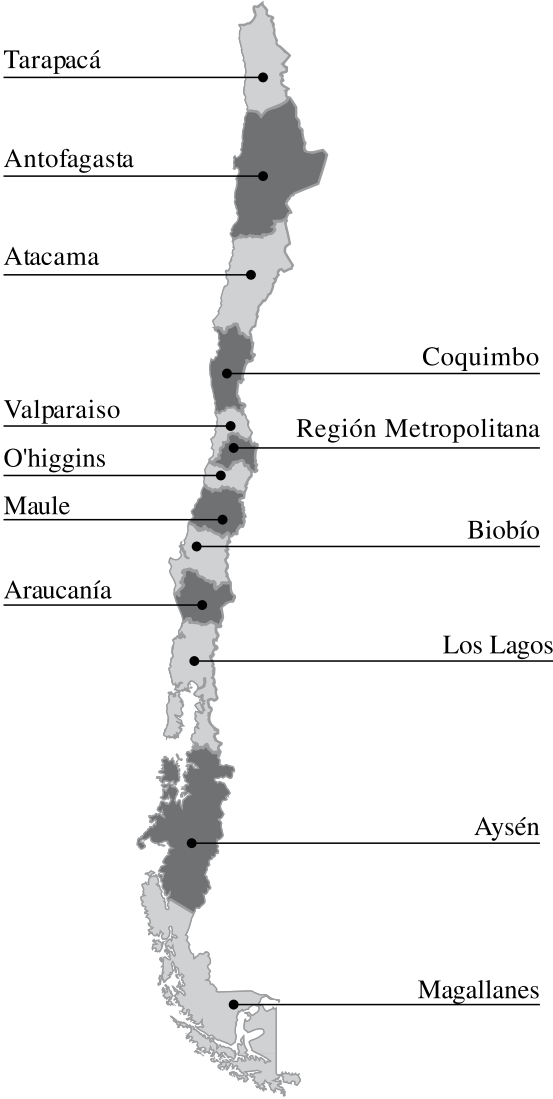 Tarapacá
Antofagasta
Atacama
Coquimbo
Valparaiso
Región Metropolitana
O'higgins
Maule
Biobío
Araucanía
Los Lagos
Aysén
Magallanes